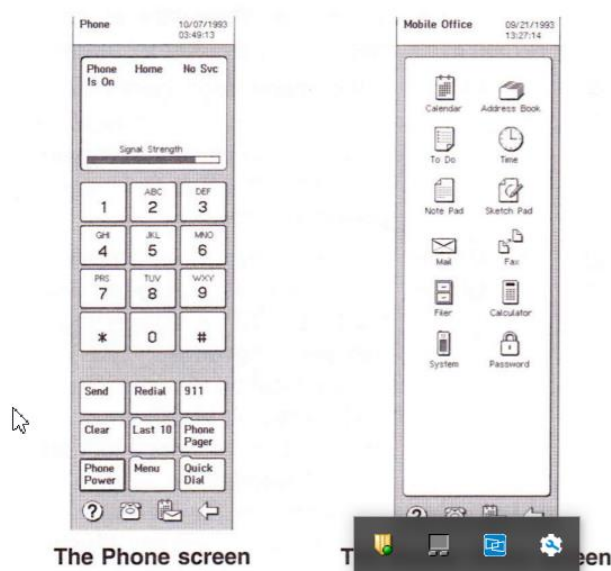 Phone 10/07/1993
03:49:13
Phone Home No Svc
Is On
Signal Strength
1
ABC
2
DEF
3
GHI
4
JKL
5
MNO
6
PRS
7
TUV
8
WXY
9
*
0
#
Send
Redial
911
Clear
Last 10
Phone
Pager
Phone
Power
Menu
Quick
Dial
?
The Phone screen
Mobile Office 09/21/1993
13:27:14
Calendar Address Book
To Do Time
Note Pad Sketch Pad
Mail Fax
Filer Calculator
System Password
T een